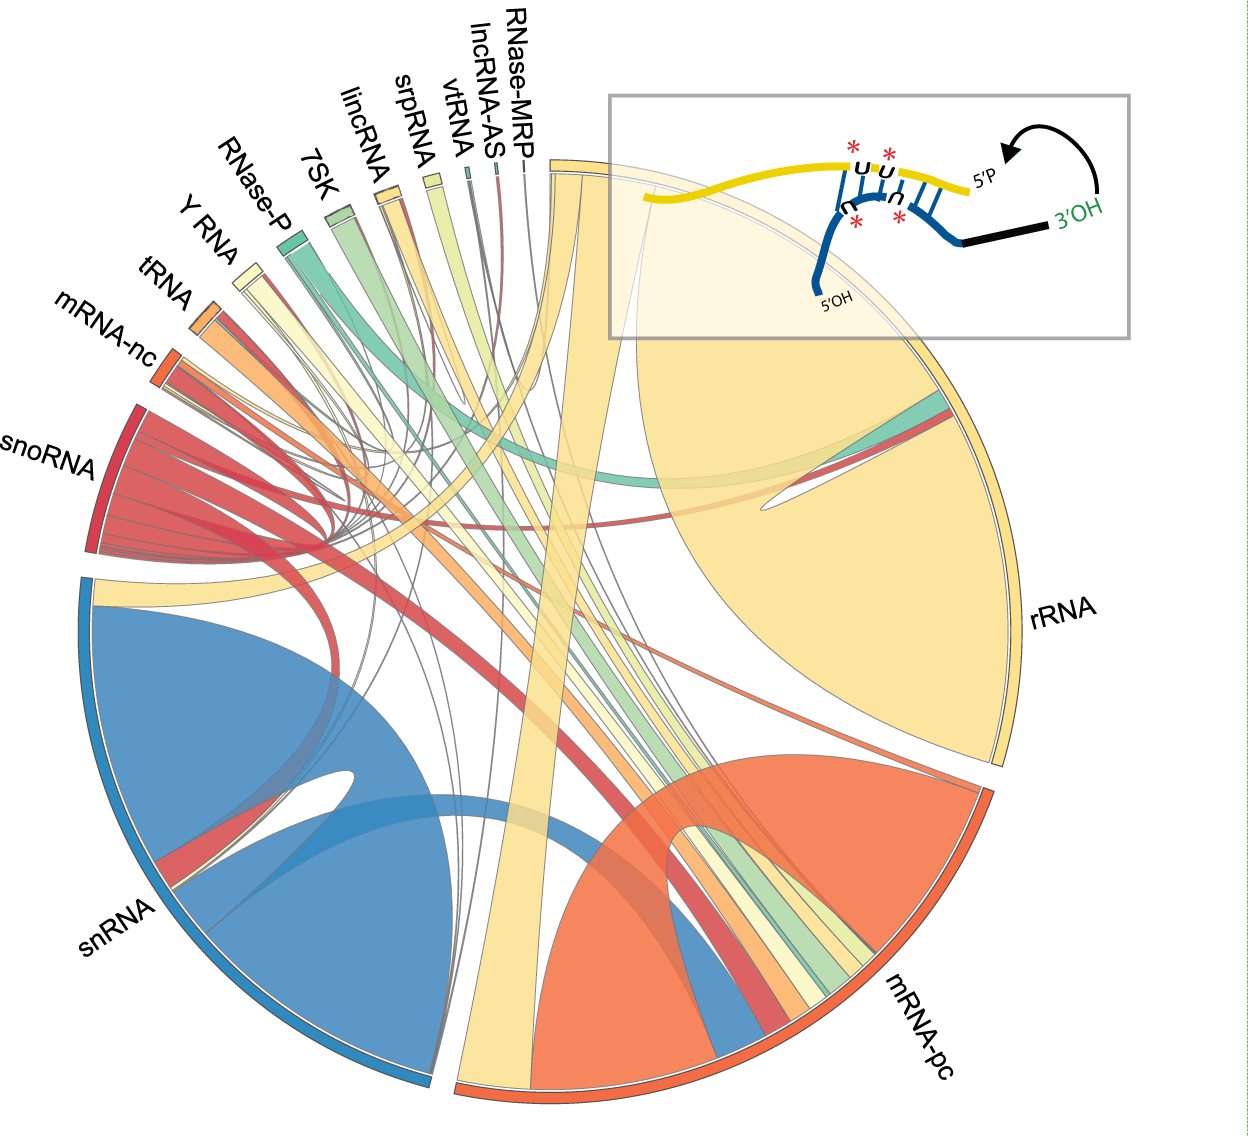 RNase-MRP
lncRNA-AS
vtRNA
srpRNA
lincRNA
7SK
RNase-P
Y RNA
tRNA
mRNA-nc
snoRNA
snRNA
mRNA-pc
rRNA
* *
U U
5'P
U U
* *
3'OH
5'OH